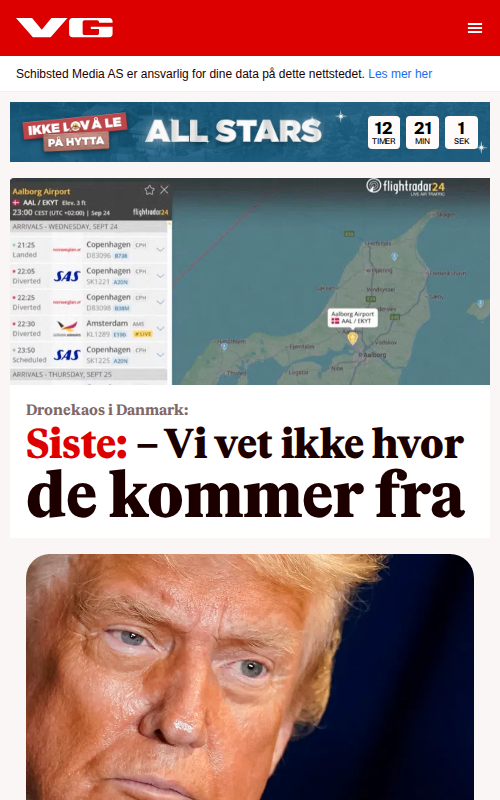 VG
Schibsted Media AS er ansvarlig for dine data på dette nettstedet. Les mer her
IKKE LOV Å LE
PÅ HYTTA
ALL STARS
12 21 1
TIMER MIN SEK
Aalborg Airport
AAL / EKYT Elev. 3 ft
23:00 CEST (UTC +02:00) | Sep 24 flightradar24
ARRIVALS - WEDNESDAY, SEPT 24
21:25 Copenhagen CPH
Landed norwegian D83096 B738
22:05 Copenhagen CPH
Diverted SAS SK1221 A20N
22:25 Copenhagen CPH
Diverted norwegian D83098 B38M
22:30 Amsterdam AMS
Diverted KL1289 E190 LIVE
23:50 Copenhagen CPH
Scheduled SAS SK1225 A20N
ARRIVALS - THURSDAY, SEPT 25
flightradar24
LIVE AIR TRAFFIC
Skagen
Hjørring
Aalborg Airport
AAL / EKYT
Aalborg
Nibe
Thisted
Dronekaos i Danmark:
Siste: – Vi vet ikke hvor
de kommer fra